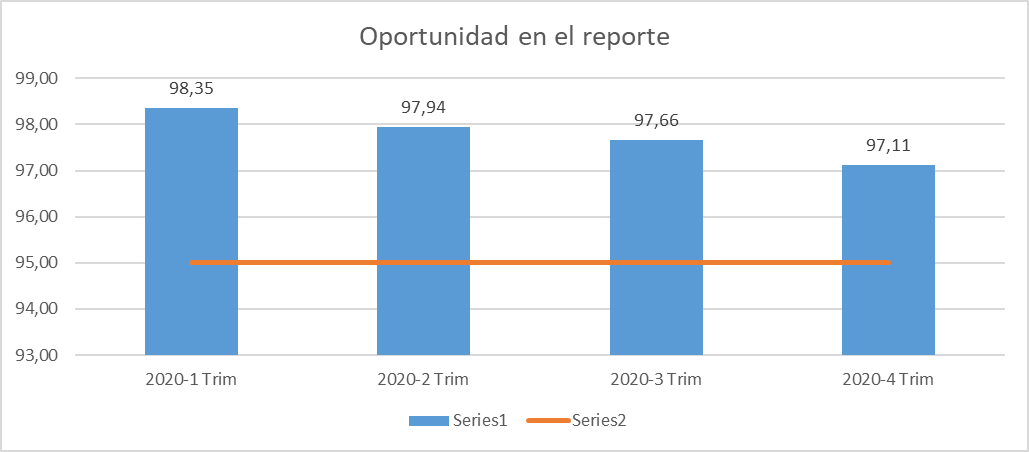 Oportunidad en el reporte
99,00
98,00
97,00
96,00
95,00
94,00
93,00
98,35
97,94
97,66
97,11
2020-1 Trim
2020-2 Trim
2020-3 Trim
2020-4 Trim
Series1
Series2